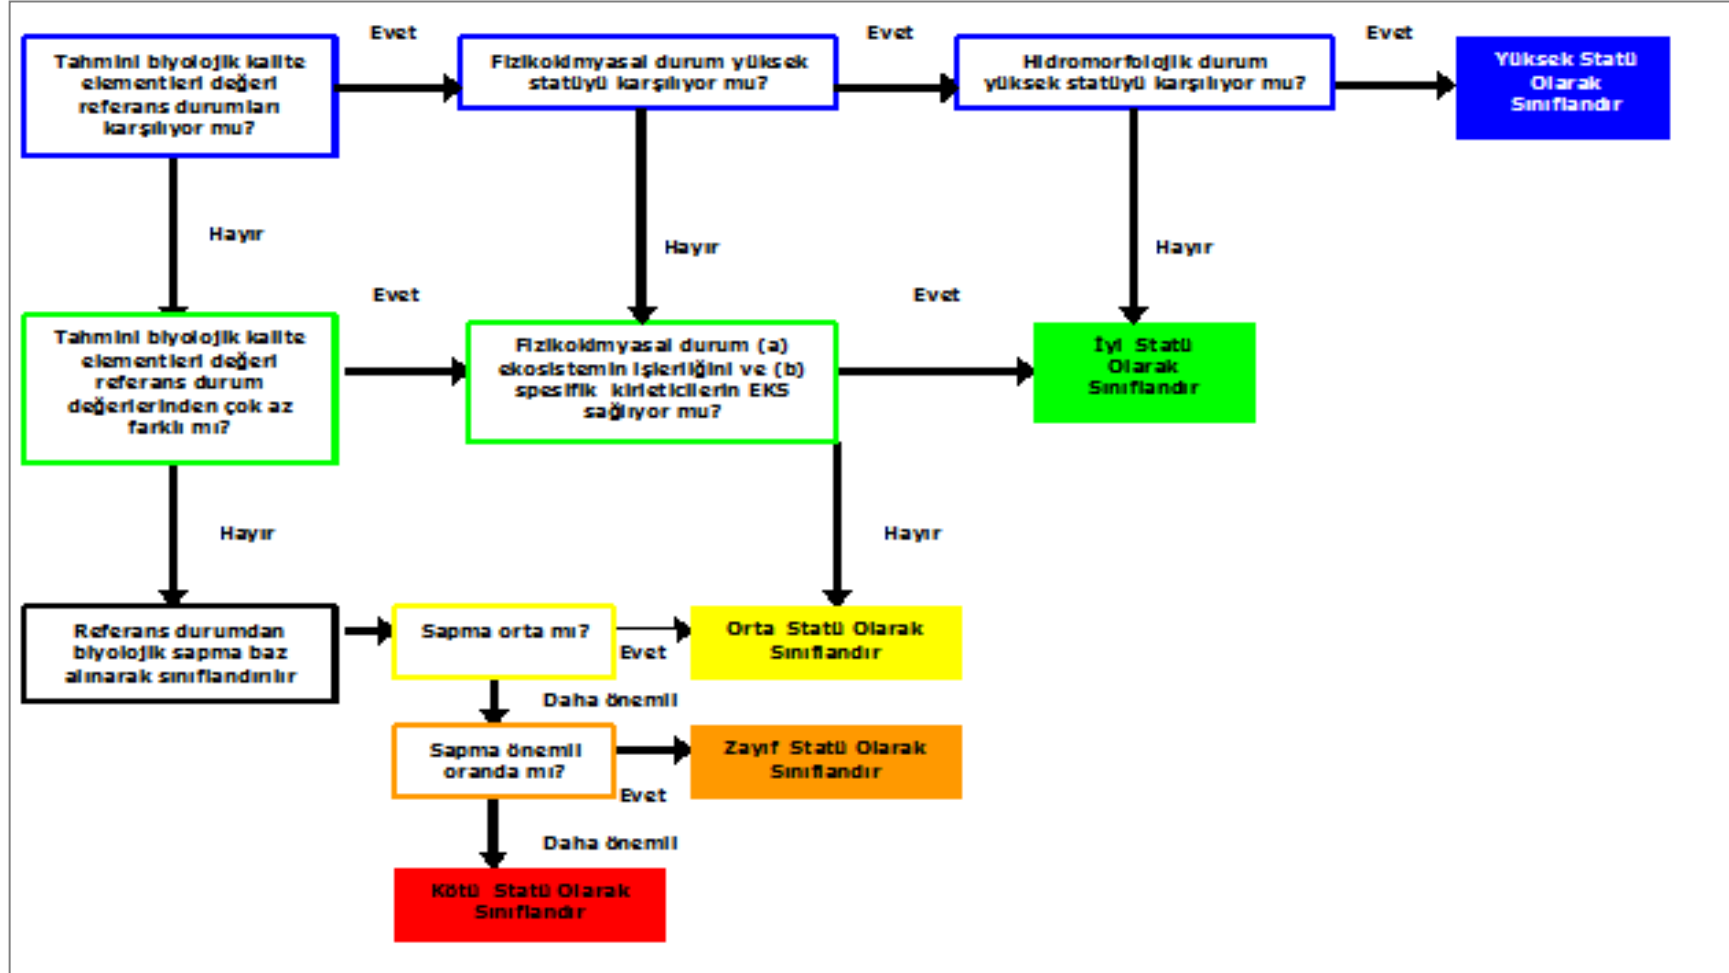 Evet
Evet
Evet
Tahmini biyolojik kalite
elementleri değeri
referans durumları
karşılıyor mu?
Fizikokimyasal durum yüksek
statüyü karşılıyor mu?
Hidromorfolojik durum
yüksek statüyü karşılıyor mu?
Yüksek Statü
Olarak
Sınıflandır
Hayır
Hayır
Hayır
Evet
Evet
Tahmini biyolojik kalite
elementleri değeri
referans durum
değerlerinden çok az
farklı mı?
Fizikokimyasal durum (a)
ekosistemin işlerliğini ve (b)
spesifik kirleticilerin EKS
sağlıyor mu?
İyi Statü
Olarak
Sınıflandır
Hayır
Hayır
Referans durumdan
biyolojik sapma baz
alınarak sınıflandırılır
Sapma orta mı?
Evet
Orta Statü Olarak
Sınıflandır
Daha önemli
Sapma önemli
oranda mı?
Evet
Zayıf Statü Olarak
Sınıflandır
Daha önemli
Kötü Statü Olarak
Sınıflandır